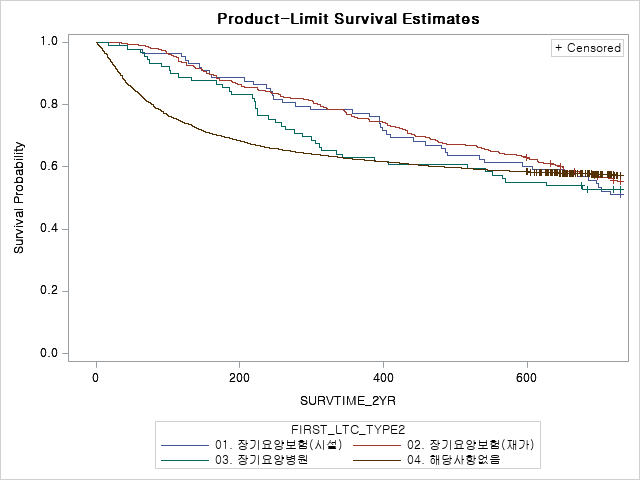 Product-Limit Survival Estimates
+ Censored
1.0
0.8
0.6
0.4
0.2
0.0
Survival Probability
0 200 400 600
SURVTIME_2YR
FIRST_LTC_TYPE2
01. 장기요양보험(시설) 02. 장기요양보험(재가)
03. 장기요양병원 04. 해당사항없음